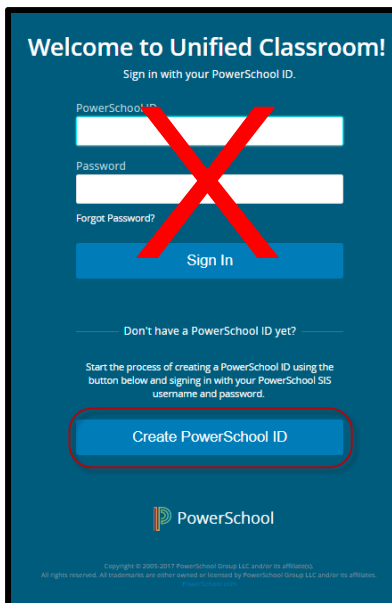 Welcome to Unified Classroom!
Sign in with your PowerSchool ID.
PowerSchool ID
Password
Forgot Password?
Sign In
Don't have a PowerSchool ID yet?
Start the process of creating a PowerSchool ID using the
button below and signing in with your PowerSchool SIS
username and password.
Create PowerSchool ID
PowerSchool
Copyright © 2005-2017 PowerSchool Group LLC and/or its affiliate(s).
All rights reserved. All trademarks are either owned or licensed by PowerSchool Group LLC and/or its affiliates.